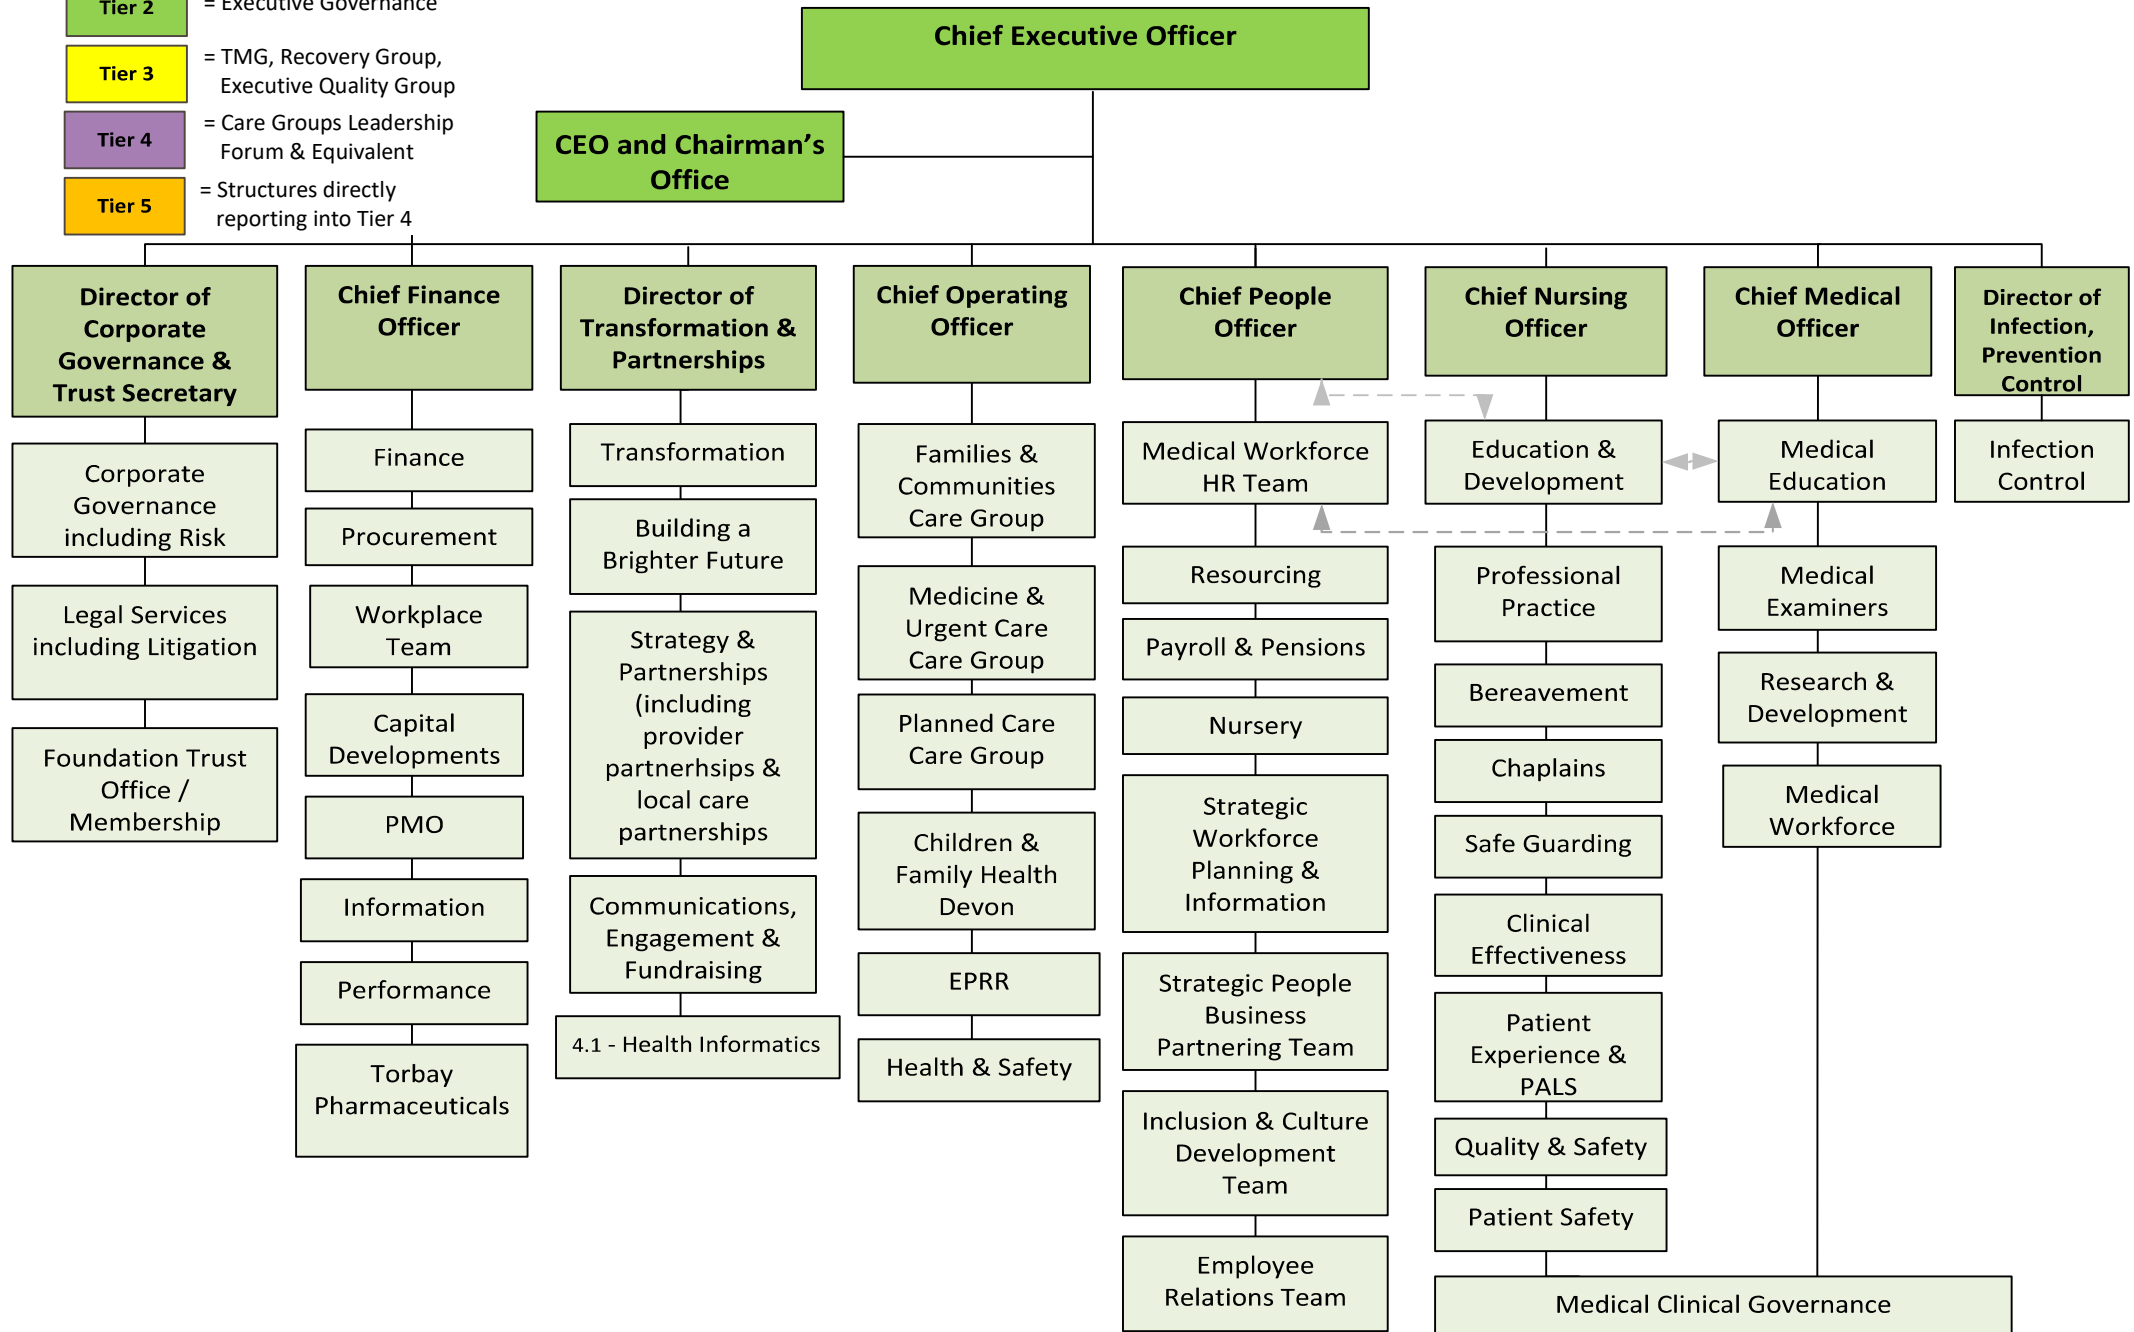 Tier 2
= Executive Governance
Tier 3
= TMG, Recovery Group,
Executive Quality Group
Tier 4
= Care Groups Leadership
Forum & Equivalent
Tier 5
= Structures directly
reporting into Tier 4
Chief Executive Officer
CEO and Chairman’s
Office
Director of
Corporate
Governance &
Trust Secretary
Corporate
Governance
including Risk
Legal Services
including Litigation
Foundation Trust
Office /
Membership
Chief Finance
Officer
Finance
Procurement
Workplace
Team
Capital
Developments
PMO
Information
Performance
Torbay
Pharmaceuticals
Director of
Transformation &
Partnerships
Transformation
Building a
Brighter Future
Strategy &
Partnerships
(including
provider
partnerhsips &
local care
partnerships
Communications,
Engagement &
Fundraising
4.1 - Health Informatics
Chief Operating
Officer
Families &
Communities
Care Group
Medicine &
Urgent Care
Care Group
Planned Care
Care Group
Children &
Family Health
Devon
EPRR
Health & Safety
Chief People
Officer
Medical Workforce
HR Team
Resourcing
Payroll & Pensions
Nursery
Strategic
Workforce
Planning &
Information
Strategic People
Business
Partnering Team
Inclusion & Culture
Development
Team
Employee
Relations Team
Chief Nursing
Officer
Education &
Development
Professional
Practice
Bereavement
Chaplains
Safe Guarding
Clinical
Effectiveness
Patient
Experience &
PALS
Quality & Safety
Patient Safety
Chief Medical
Officer
Medical
Education
Medical
Examiners
Research &
Development
Medical
Workforce
Medical Clinical Governance
Director of
Infection,
Prevention
Control
Infection
Control